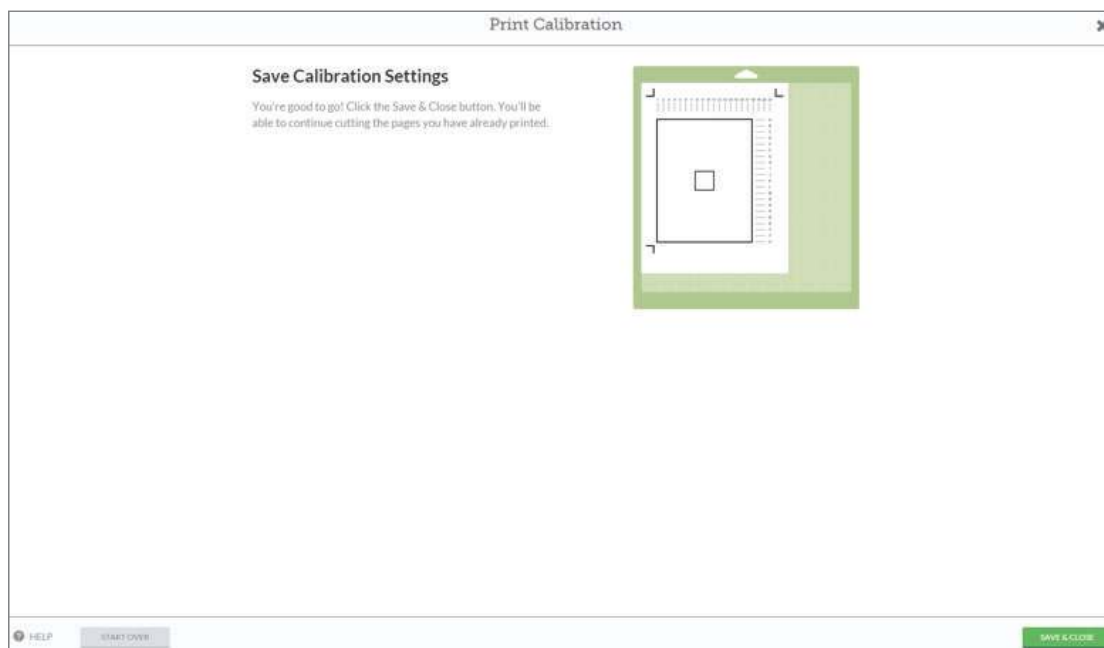 Print Calibration
Save Calibration Settings
You're good to go! Click the Save & Close button. You'll be
able to continue cutting the pages you have already printed.
HELP
START OVER
SAVE & CLOSE